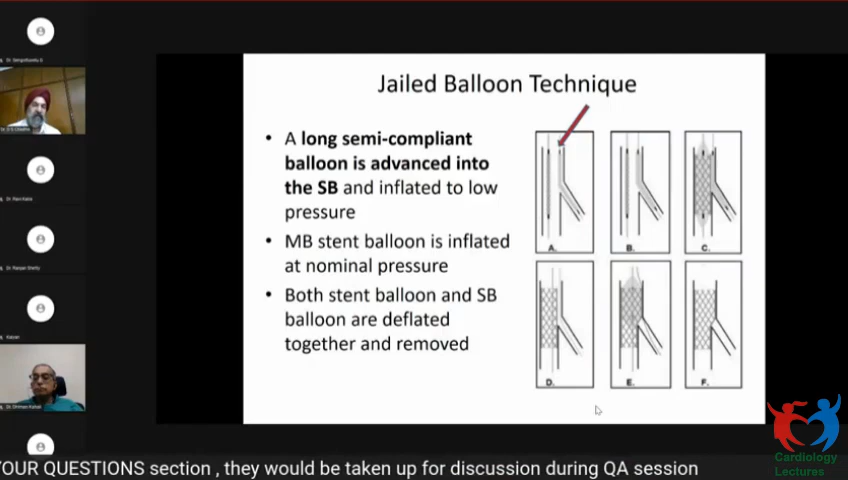 Jailed Balloon Technique
• A long semi-compliant
balloon is advanced into
the SB and inflated to low
pressure
• MB stent balloon is inflated
at nominal pressure
• Both stent balloon and SB
balloon are deflated
together and removed
A.
B.
C.
D.
E.
F.
Kalyan
Cardiology
Lectures
YOUR QUESTIONS section , they would be taken up for discussion during QA session